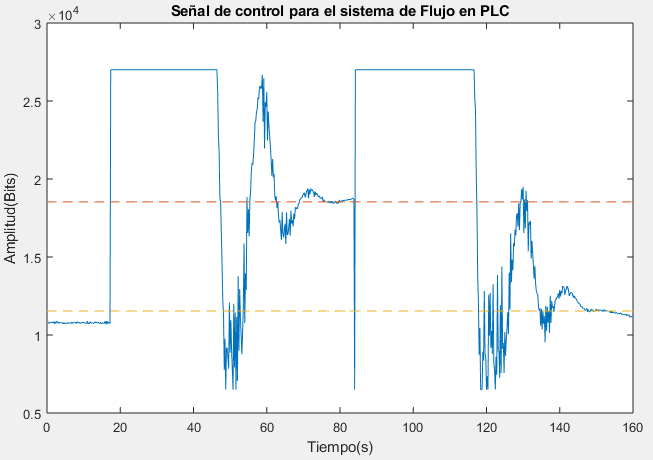 Señal de control para el sistema de Flujo en PLC
×10⁴
3
2.5
2
1.5
1
0.5
Amplitud(Bits)
0 20 40 60 80 100 120 140 160
Tiempo(s)